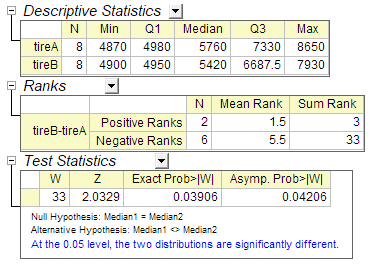 Descriptive Statistics
N Min Q1 Median Q3 Max
tireA 8 4870 4980 5760 7330 8650
tireB 8 4900 4950 5420 6687.5 7930
Ranks
N Mean Rank Sum Rank
tireB-tireA Positive Ranks 2 1.5 3
Negative Ranks 6 5.5 33
Test Statistics
W Z Exact Prob>|W| Asymp. Prob>|W|
33 2.0329 0.03906 0.04206
Null Hypothesis: Median1 = Median2
Alternative Hypothesis: Median1 <> Median2
At the 0.05 level, the two distributions are significantly different.